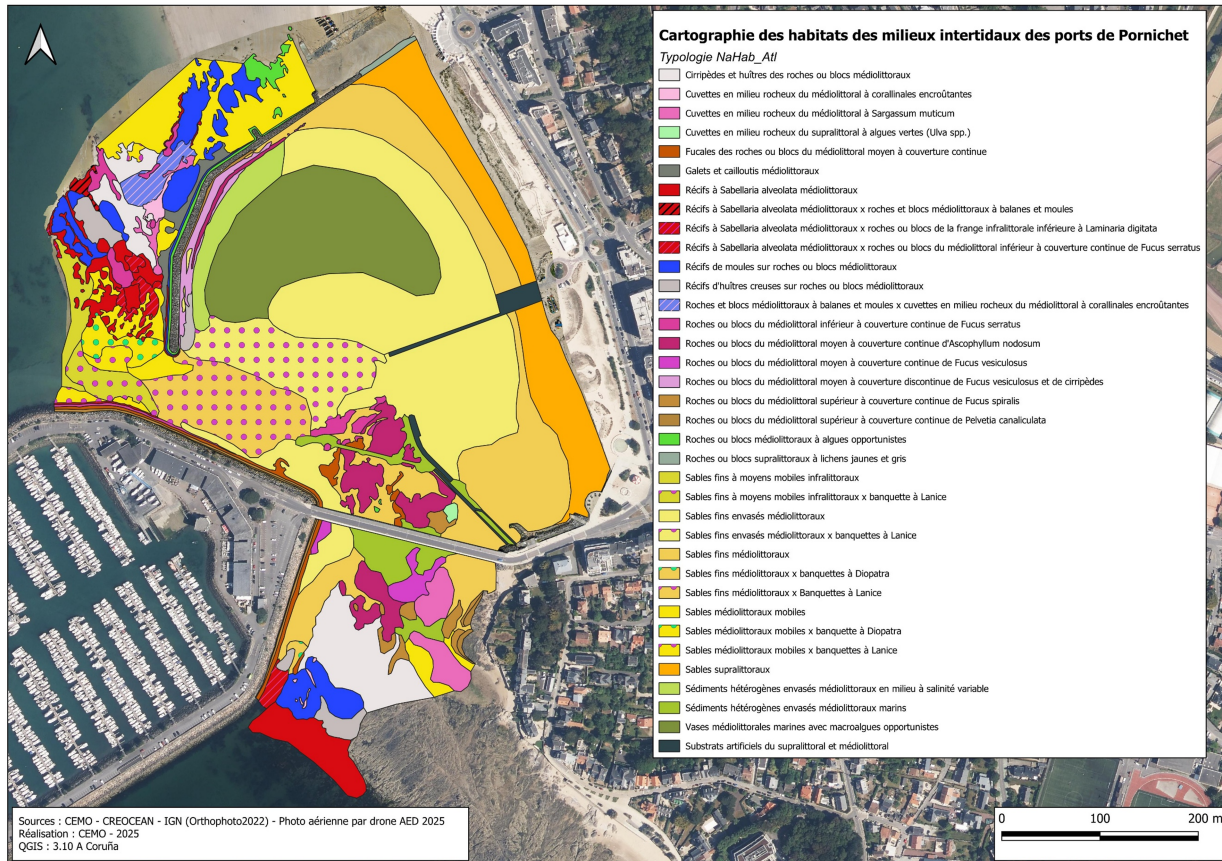 Cartographie des habitats des milieux intertidaux des ports de Pornichet
Typologie NaHab_Atl
Cirripèdes et huîtres des roches ou blocs médiolittoraux
Cuvettes en milieu rocheux du médiolittoral à corallinales encroûtantes
Cuvettes en milieu rocheux du médiolittoral à Sargassum muticum
Cuvettes en milieu rocheux du supralittoral à algues vertes (Ulva spp.)
Fucales des roches ou blocs du médiolittoral moyen à couverture continue
Galets et cailloutis médiolittoraux
Récifs à Sabellaria alveolata médiolittoraux
Récifs à Sabellaria alveolata médiolittoraux x roches et blocs médiolittoraux à balanes et moules
Récifs à Sabellaria alveolata médiolittoraux x roches ou blocs de la frange infralittorale inférieure à Laminaria digitata
Récifs à Sabellaria alveolata médiolittoraux x roches ou blocs du médiolittoral inférieur à couverture continue de Fucus serratus
Récifs de moules sur roches ou blocs médiolittoraux
Récifs d'huîtres creuses sur roches ou blocs médiolittoraux
Roches et blocs médiolittoraux à balanes et moules x cuvettes en milieu rocheux du médiolittoral à corallinales encroûtantes
Roches ou blocs du médiolittoral inférieur à couverture continue de Fucus serratus
Roches ou blocs du médiolittoral moyen à couverture continue d'Ascophyllum nodosum
Roches ou blocs du médiolittoral moyen à couverture continue de Fucus vesiculosus
Roches ou blocs du médiolittoral moyen à couverture discontinue de Fucus vesiculosus et de cirripèdes
Roches ou blocs du médiolittoral supérieur à couverture continue de Fucus spiralis
Roches ou blocs du médiolittoral supérieur à couverture continue de Pelvetia canaliculata
Roches ou blocs médiolittoraux à algues opportunistes
Roches ou blocs supralittoraux à lichens jaunes et gris
Sables fins à moyens mobiles infralittoraux
Sables fins à moyens mobiles infralittoraux x banquette à Lanice
Sables fins envasés médiolittoraux
Sables fins envasés médiolittoraux x banquettes à Lanice
Sables fins médiolittoraux
Sables fins médiolittoraux x banquettes à Diopatra
Sables fins médiolittoraux x Banquettes à Lanice
Sables médiolittoraux mobiles
Sables médiolittoraux mobiles x banquette à Diopatra
Sables médiolittoraux mobiles x banquettes à Lanice
Sables supralittoraux
Sédiments hétérogènes envasés médiolittoraux en milieu à salinité variable
Sédiments hétérogènes envasés médiolittoraux marins
Vases médiolittorales marines avec macroalgues opportunistes
Substrats artificiels du supralittoral et médiolittoral
Sources : CEMO - CREOCEAN - IGN (Orthophoto2022) - Photo aérienne par drone AED 2025
Réalisation : CEMO - 2025
QGIS : 3.10 A Coruña
0 100 200 m